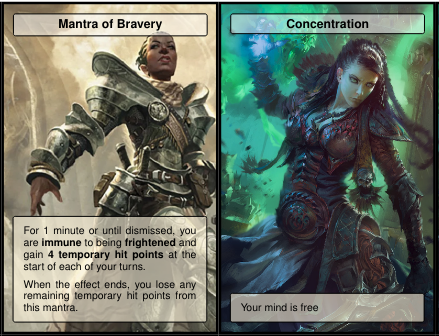 Mantra of Bravery
For 1 minute or until dismissed, you
are immune to being frightened and
gain 4 temporary hit points at the
start of each of your turns.
When the effect ends, you lose any
remaining temporary hit points from
this mantra.
Concentration
Your mind is free